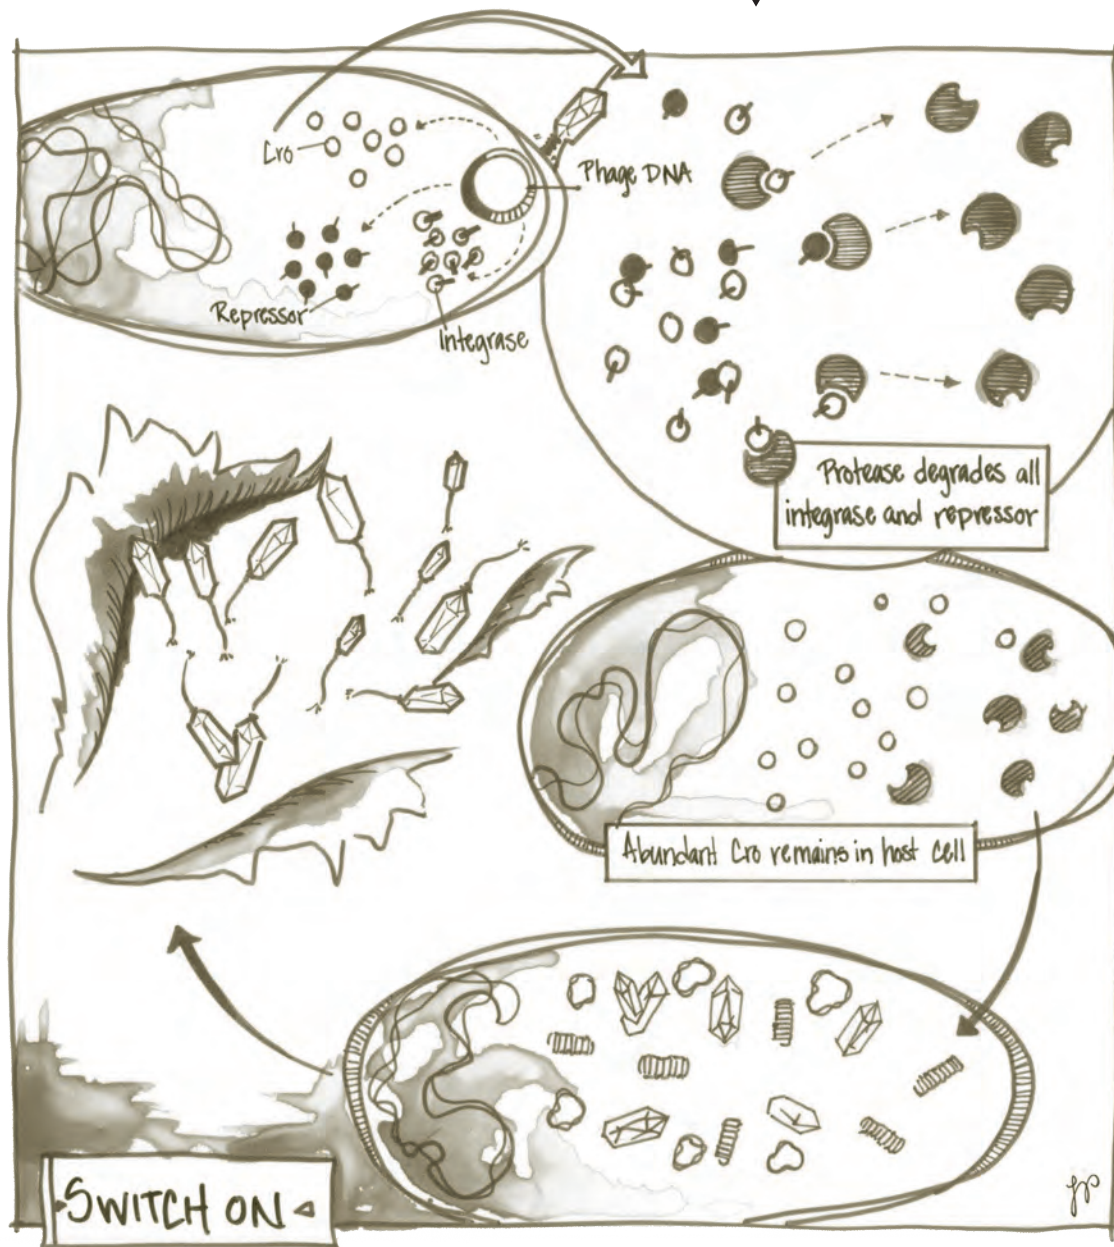 Cro
Phage DNA
Repressor
Integrase
Protease degrades all
integrase and repressor
Abundant Cro remains in host cell
SWITCH ON